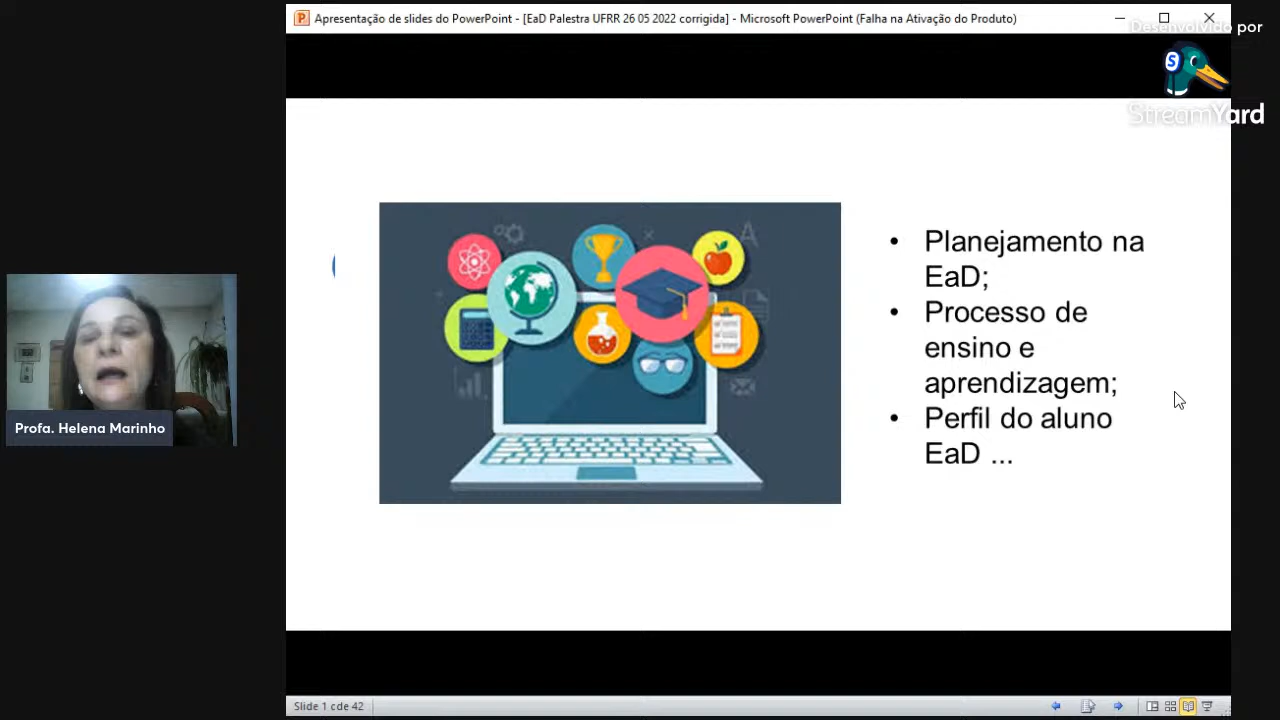 Apresentação de slides do PowerPoint - [EaD Palestra UFRR 26 05 2022 corrigida] - Microsoft PowerPoint (Falha na Ativação do Produto)
Desenvolvido por
S
StreamYard
• Planejamento na
EaD;
• Processo de
ensino e
aprendizagem;
• Perfil do aluno
EaD ...
A
Profa. Helena Marinho
Slide 1 cde 42